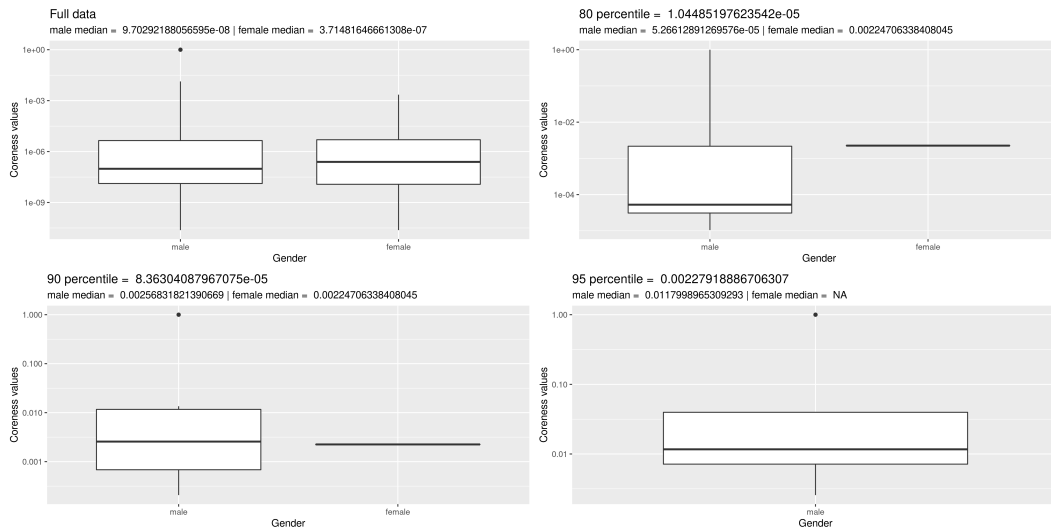 Full data
male median = 9.70292188056595e-08 | female median = 3.71481646661308e-07
1e+00
1e-03
1e-06
1e-09
Coreness values
male
female
Gender
80 percentile = 1.04485197623542e-05
male median = 5.26612891269576e-05 | female median = 0.00224706338408045
1e+00
1e-02
1e-04
Coreness values
male
female
Gender
90 percentile = 8.36304087967075e-05
male median = 0.00256831821390669 | female median = 0.00224706338408045
1.000
0.100
0.010
0.001
Coreness values
male
female
Gender
95 percentile = 0.00227918886706307
male median = 0.0117998965309293 | female median = NA
1.00
0.10
0.01
Coreness values
male
Gender